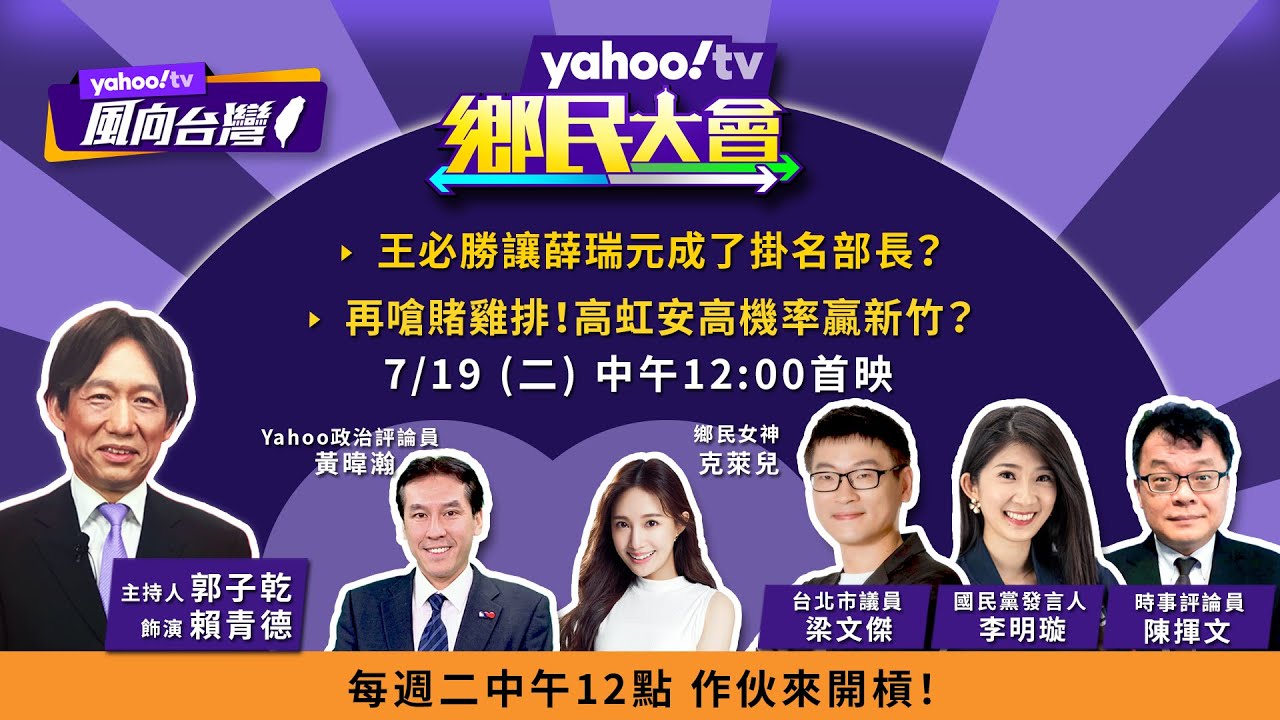 yahoo!tv
風向台灣
yahoo!tv
鄉民大會
王必勝讓薛瑞元成了掛名部長？
再嗆賭雞排！高虹安高機率贏新竹？
7/19 (二) 中午12:00首映
Yahoo政治評論員
黃暐瀚
鄉民女神
克萊兒
主持人 郭子乾
飾演 賴青德
台北市議員
梁文傑
國民黨發言人
李明璇
時事評論員
陳揮文
每週二中午12點 作伙來開槓！